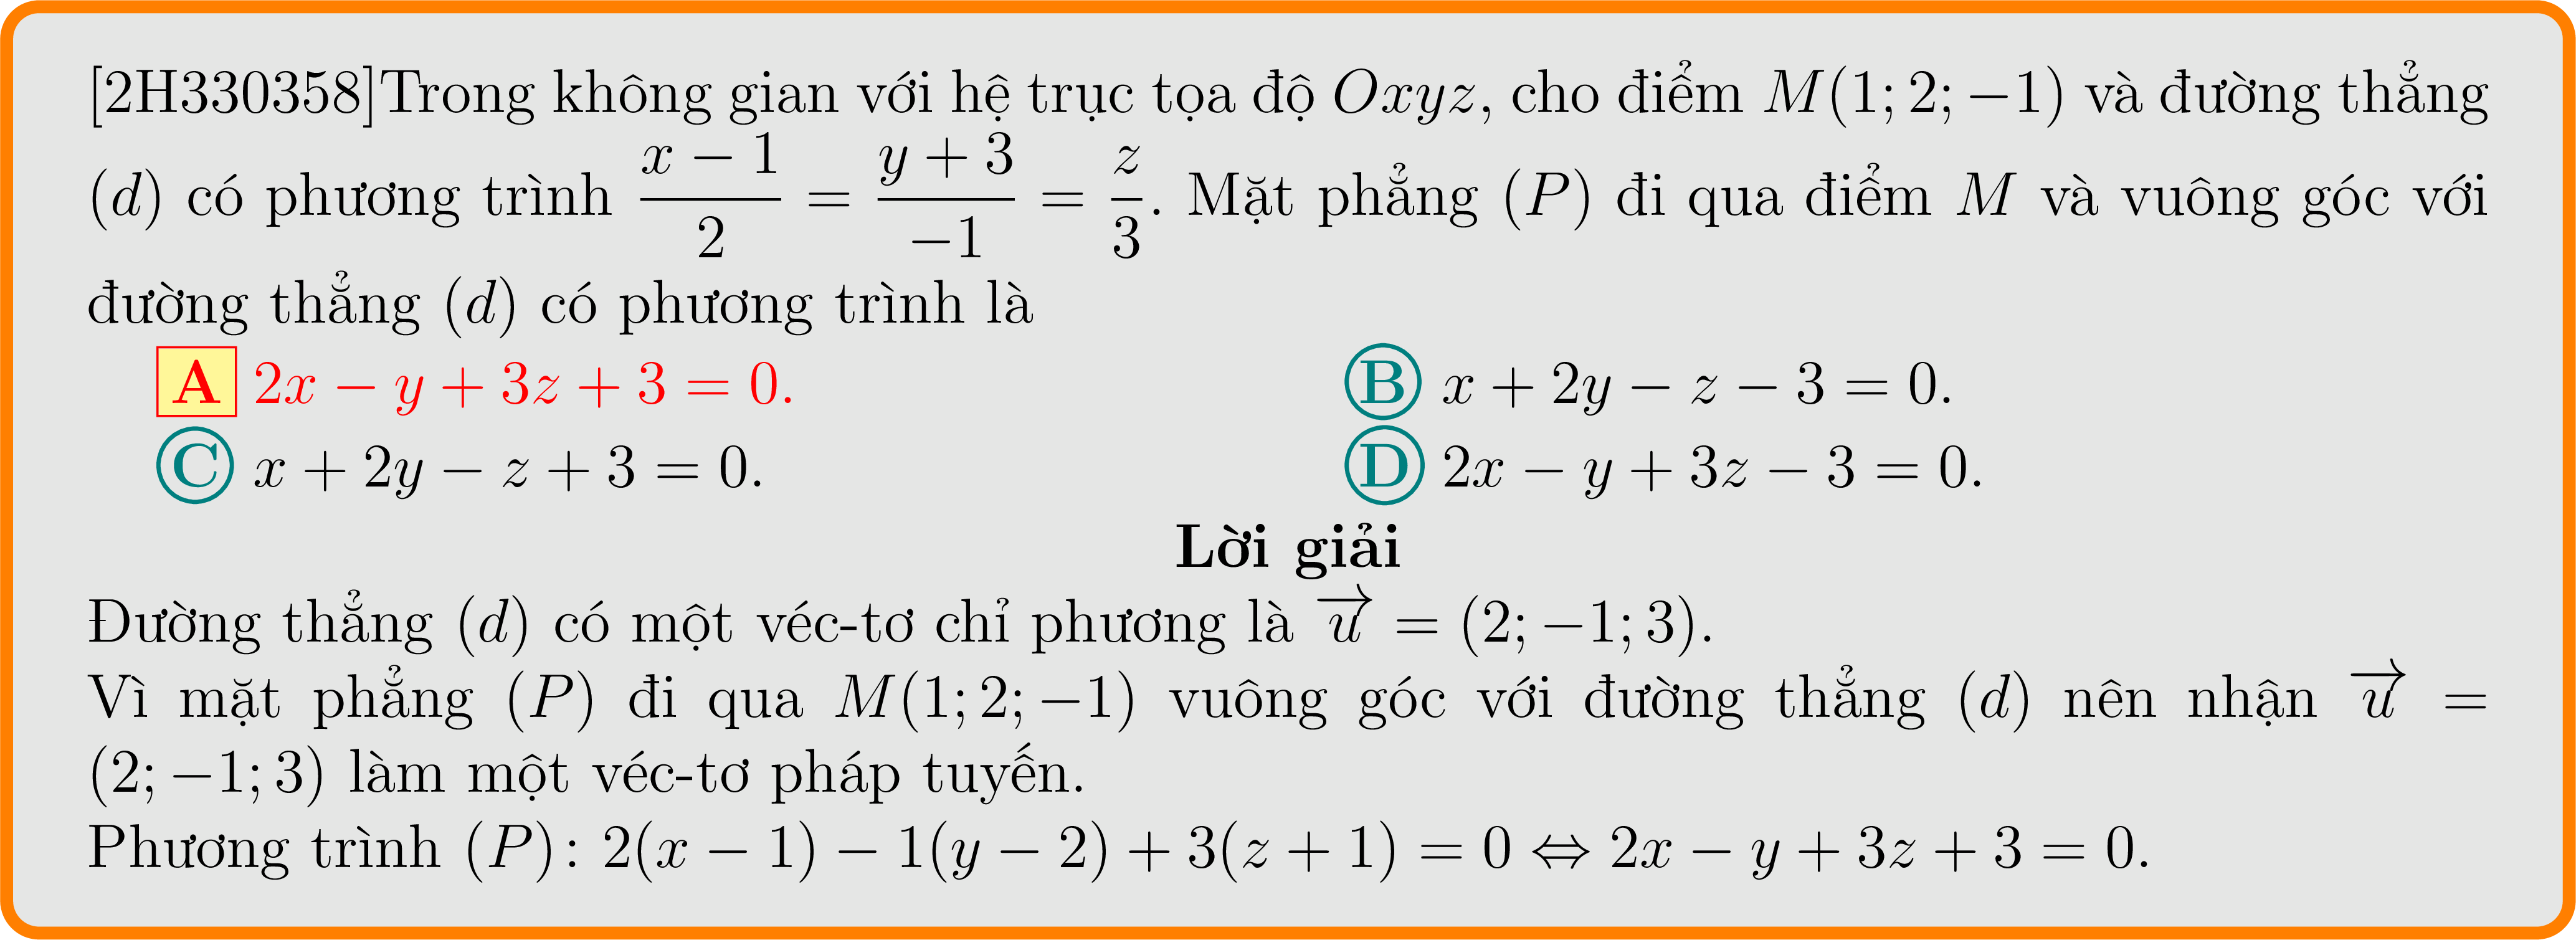 [2H330358]Trong không gian với hệ trục tọa độ Oxyz, cho điểm M(1; 2; −1) và đường thẳng
(d) có phương trình \dfrac{x − 1}{2} = \dfrac{y + 3}{−1} = \dfrac{z}{3}. Mặt phẳng (P) đi qua điểm M và vuông góc với
đường thẳng (d) có phương trình là
A 2x − y + 3z + 3 = 0. B x + 2y − z − 3 = 0.
C x + 2y − z + 3 = 0. D 2x − y + 3z − 3 = 0.
Lời giải
Đường thẳng (d) có một véc-tơ chỉ phương là \overrightarrow{u} = (2; −1; 3).
Vì mặt phẳng (P) đi qua M(1; 2; −1) vuông góc với đường thẳng (d) nên nhận \overrightarrow{u} =
(2; −1; 3) làm một véc-tơ pháp tuyến.
Phương trình (P): 2(x − 1) − 1(y − 2) + 3(z + 1) = 0 ⇔ 2x − y + 3z + 3 = 0.